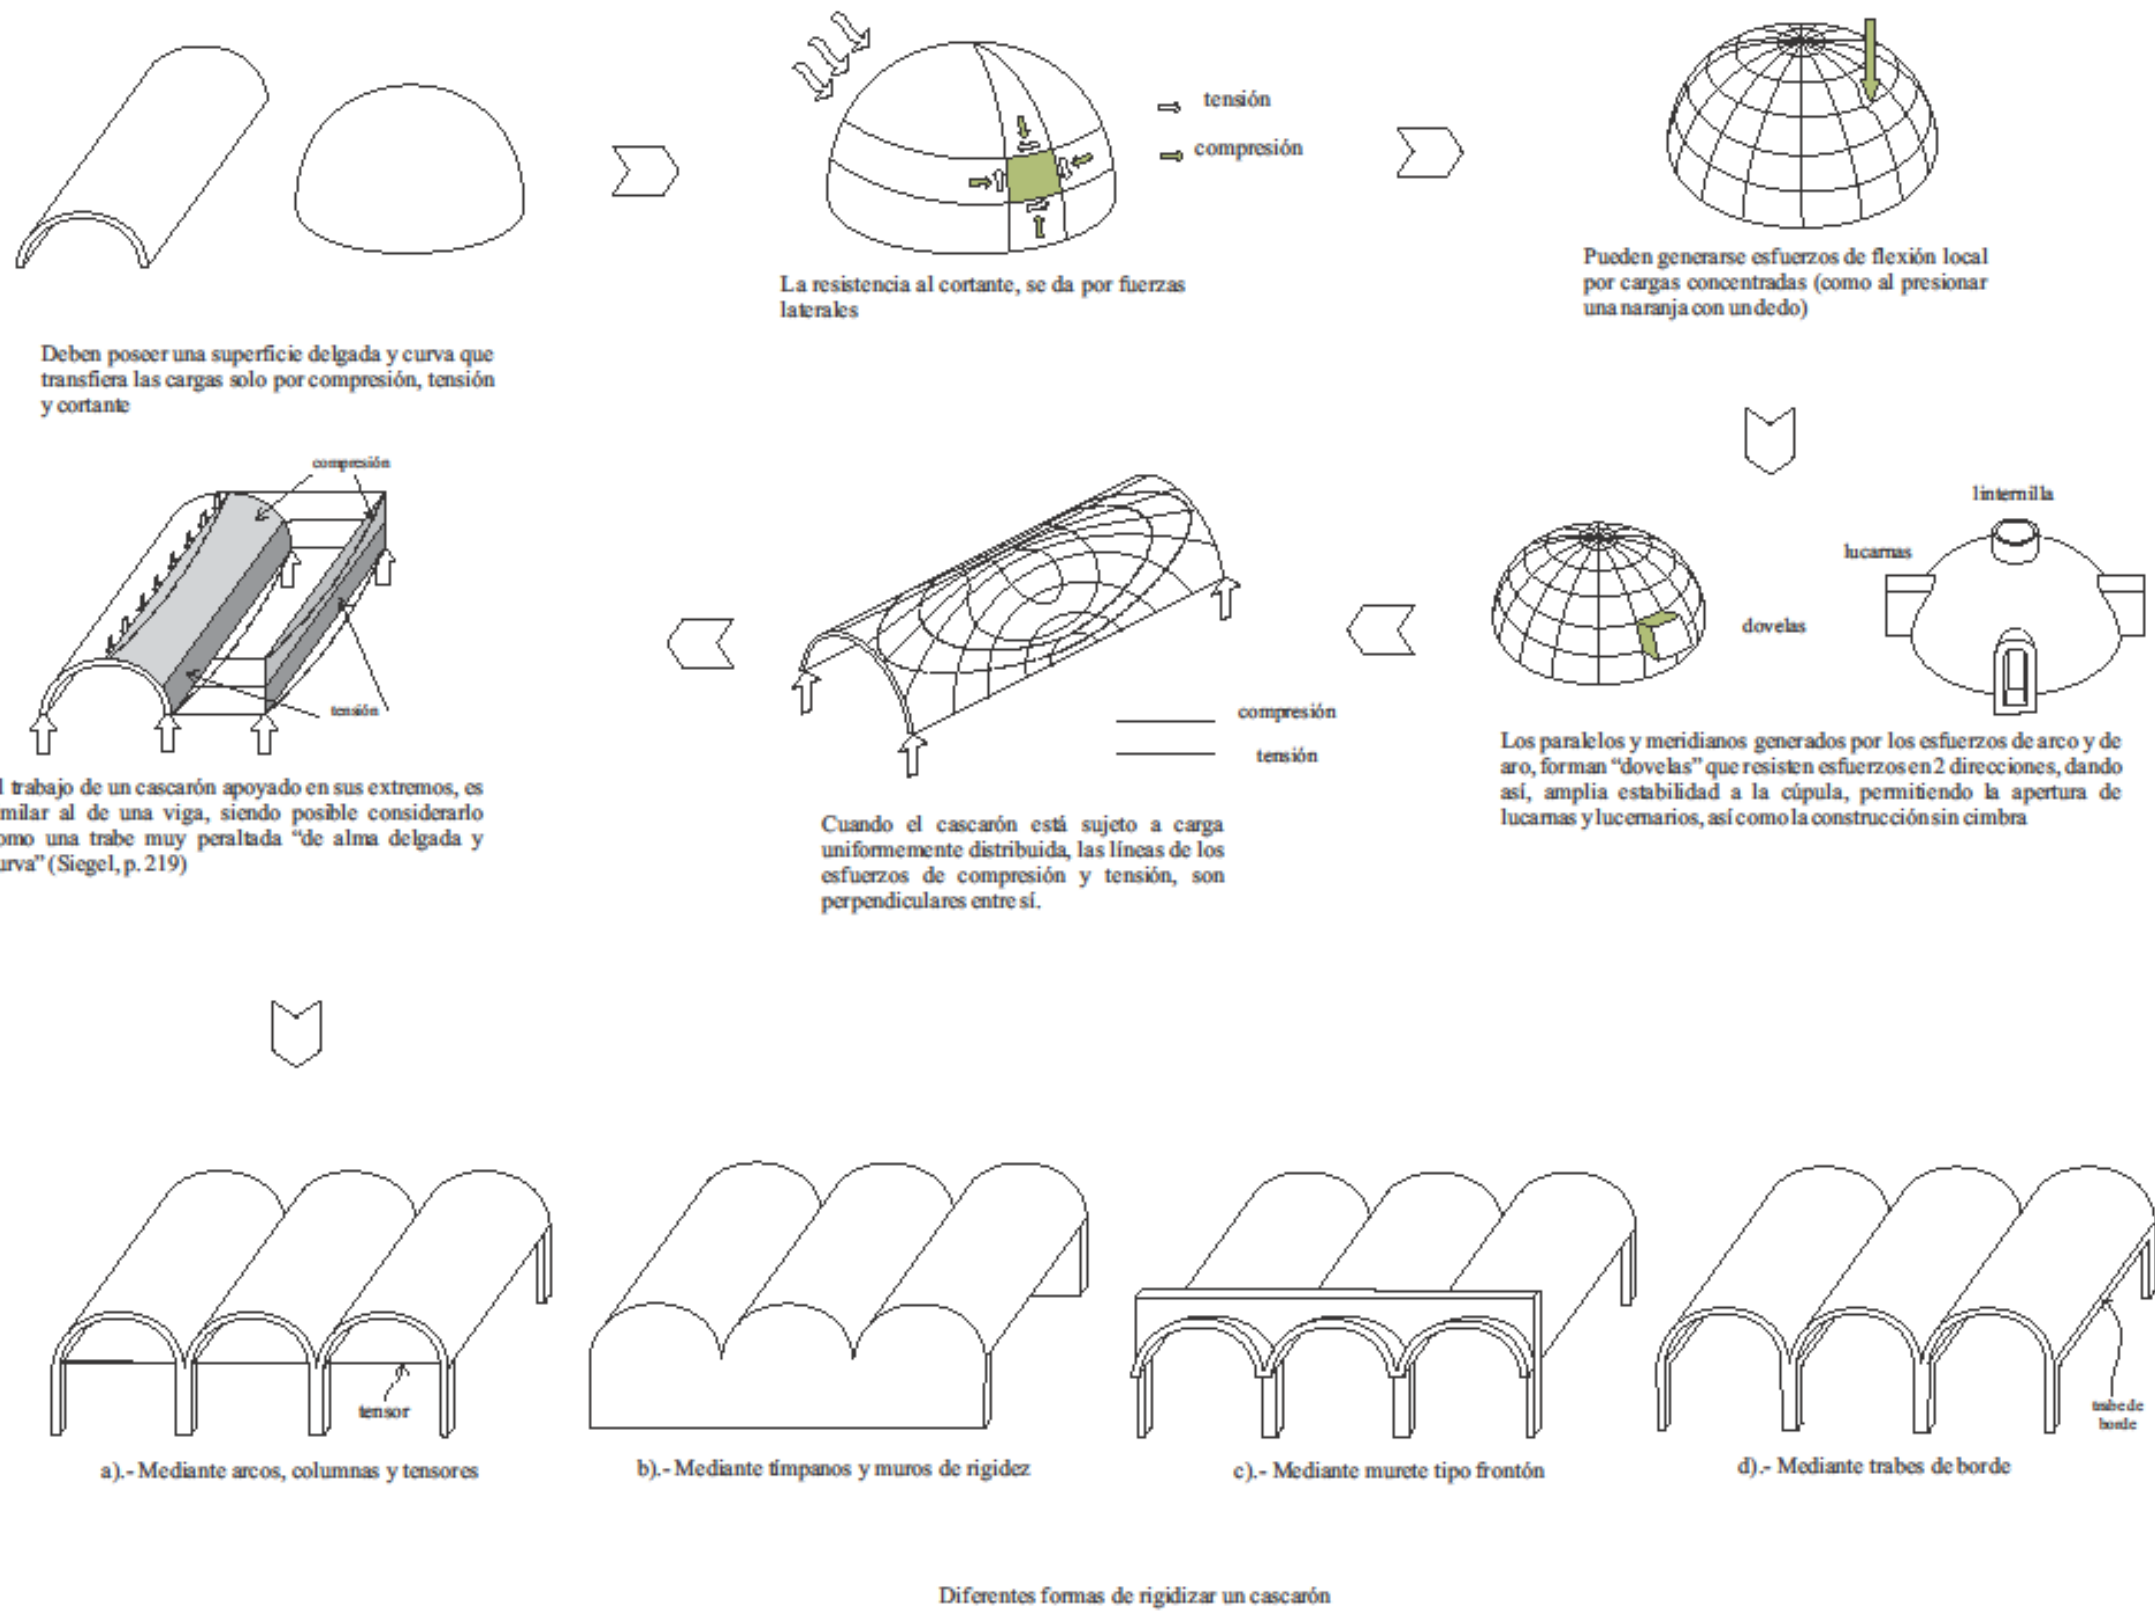 tensión
compresión
La resistencia al cortante, se da por fuerzas
laterales
Pueden generarse esfuerzos de flexión local
por cargas concentradas (como al presionar
una naranja con un dedo)
Deben poseer una superficie delgada y curva que
transfiera las cargas solo por compresión, tensión
y cortante
linternilla
lucarnas
dovelas
Los paralelos y meridianos generados por los esfuerzos de arco y de
aro, forman “dovelas” que resisten esfuerzos en 2 direcciones, dando
así, amplia estabilidad a la cúpula, permitiendo la apertura de
lucarnas y lucernarios, así como la construcción sin cimbra
compresión
tensión
Cuando el cascarón está sujeto a carga
uniformemente distribuida, las líneas de los
esfuerzos de compresión y tensión, son
perpendiculares entre sí.
compresión
tensión
l trabajo de un cascarón apoyado en sus extremos, es
milar al de una viga, siendo posible considerarlo
omo una trabe muy peraltada “de alma delgada y
urva” (Siegel, p. 219)
tensor
a).- Mediante arcos, columnas y tensores
b).- Mediante tímpanos y muros de rigidez
c).- Mediante murete tipo frontón
trabe de
borde
d).- Mediante trabes de borde
Diferentes formas de rigidizar un cascarón